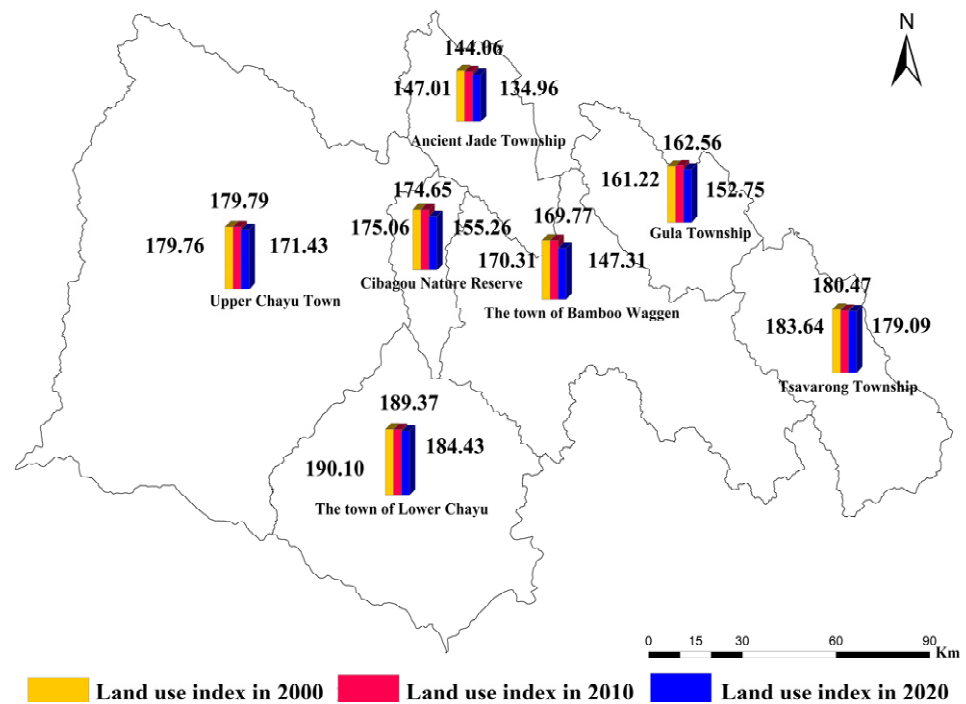 N
144.06
147.01
134.96
Ancient Jade Township
162.56
161.22
152.75
Gula Township
179.79
179.76
171.43
Upper Chayu Town
174.65
175.06
155.26
Cibagou Nature Reserve
169.77
170.31
147.31
The town of Bamboo Waggen
180.47
183.64
179.09
Tsavarong Township
189.37
190.10
184.43
The town of Lower Chayu
0 15 30 60 90
Km
Land use index in 2000 Land use index in 2010 Land use index in 2020